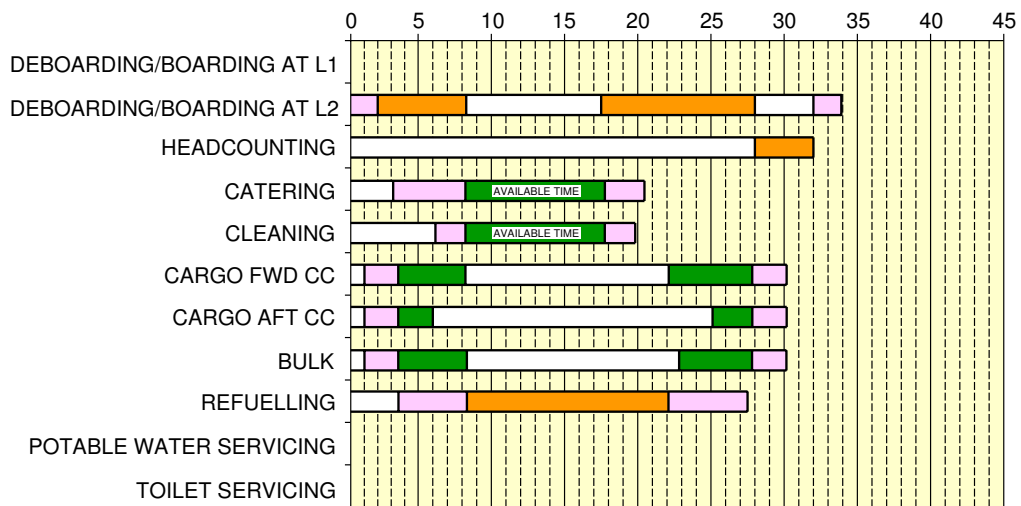 0 5 10 15 20 25 30 35 40 45
DEBOARDING/BOARDING AT L1
DEBOARDING/BOARDING AT L2
HEADCOUNTING
CATERING AVAILABLE TIME
CLEANING AVAILABLE TIME
CARGO FWD CC
CARGO AFT CC
BULK
REFUELLING
POTABLE WATER SERVICING
TOILET SERVICING